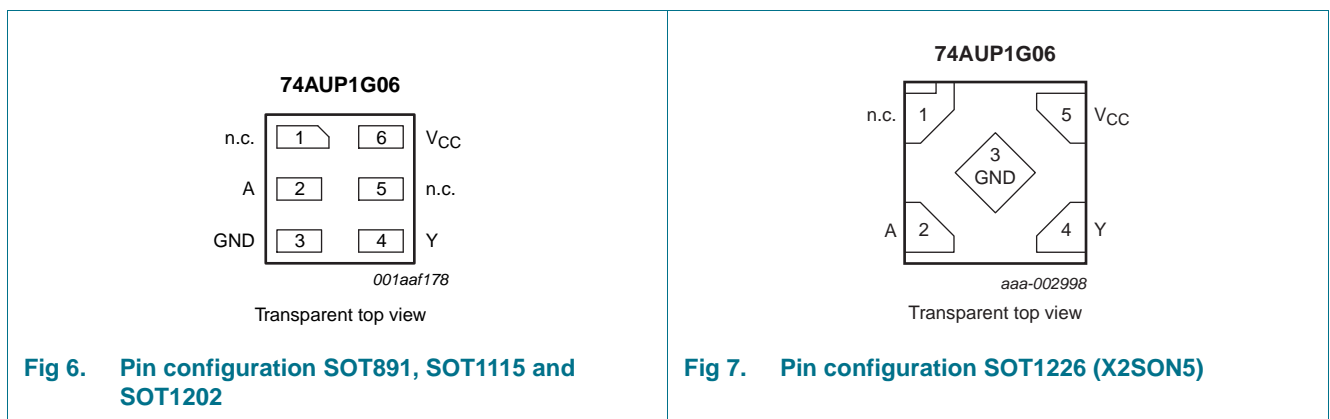 74AUP1G06
n.c. 1 6 VCC
A 2 5 n.c.
GND 3 4 Y
001aaf178
Transparent top view
Fig 6. Pin configuration SOT891, SOT1115 and
SOT1202
74AUP1G06
n.c. 1 5 VCC
3
GND
A 2 4 Y
aaa-002998
Transparent top view
Fig 7. Pin configuration SOT1226 (X2SON5)